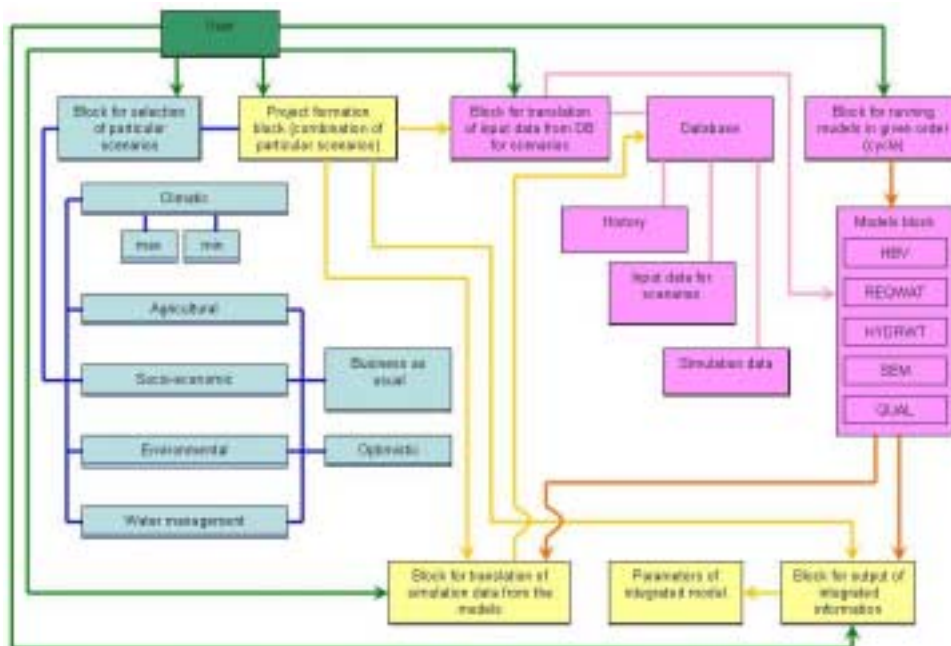 User
Block for selection
of particular
scenarios
Project formation
block (combination of
particular scenarios)
Block for translation
of input data from DB
for scenarios
Database
Block for running
models in given order
(cycle)
Climatic
max
min
History
Models block
HBV
Agricultural
Input data for
scenarios
REQWAT
HYDRWT
Socio-economic
Business as
usual
Simulation data
SEM
QUAL
Environmental
Optimistic
Water management
Block for translation of
simulation data from the
models
Parameters of
integrated model
Block for output of
integrated
information